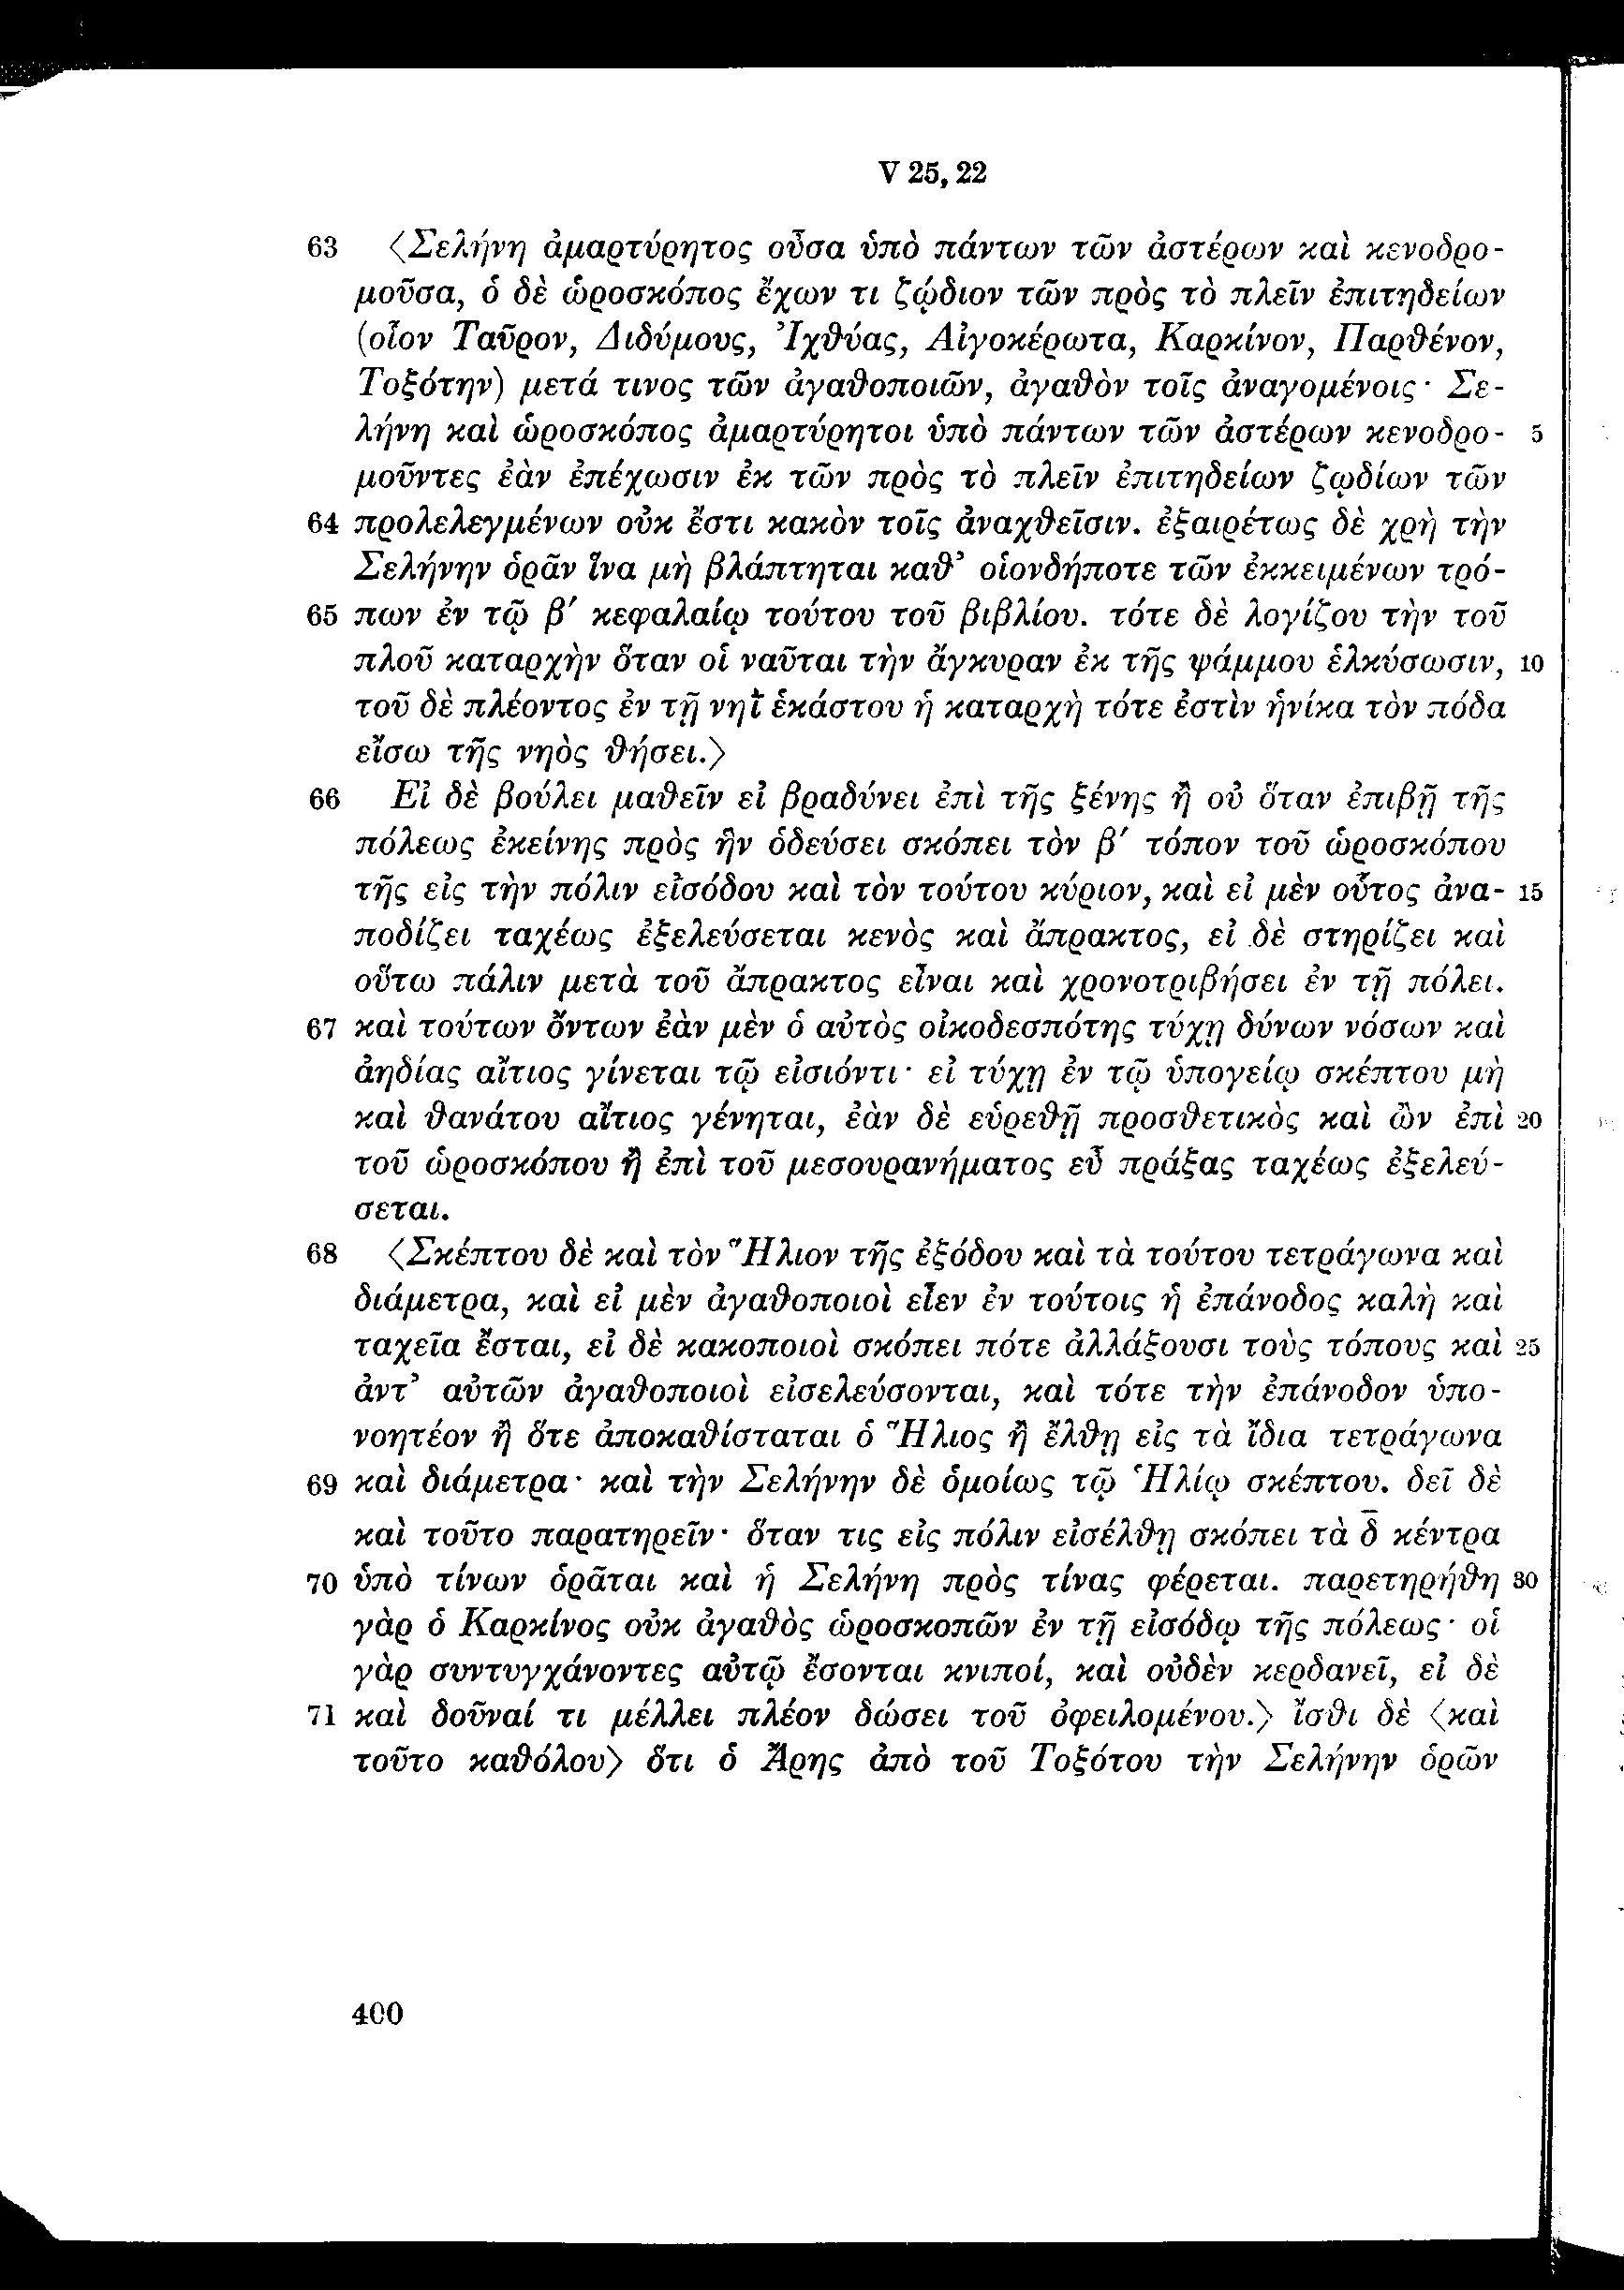 V 25, 22
63 〈Σελήνη ἀμαρτύρητος οὖσα ὑπὸ πάντων τῶν ἀστέρων καὶ κενοδρο-
μοῦσα, ὁ δὲ ὡροσκόπος ἔχων τι ζῴδιον τῶν πρὸς τὸ πλεῖν ἐπιτηδείων
(οἷον Ταῦρον, Διδύμους, Ἰχθύας, Αἰγοκέρωτα, Καρκίνον, Παρθένον,
Τοξότην) μετά τινος τῶν ἀγαθοποιῶν, ἀγαθὸν τοῖς ἀναγομένοις· Σε-
λήνη καὶ ὡροσκόπος ἀμαρτύρητοι ὑπὸ πάντων τῶν ἀστέρων κενοδρο- 5
μοῦντες ἐὰν ἐπέχωσιν ἐκ τῶν πρὸς τὸ πλεῖν ἐπιτηδείων ζῳδίων τῶν
64 προλελεγμένων οὐκ ἔστι κακὸν τοῖς ἀναχθεῖσιν. ἐξαιρέτως δὲ χρὴ τὴν
Σελήνην ὁρᾶν ἵνα μὴ βλάπτηται καθ’ οἱονδήποτε τῶν ἐκκειμένων τρό-
65 πων ἐν τῷ β′ κεφαλαίῳ τούτου τοῦ βιβλίου. τότε δὲ λογίζου τὴν τοῦ
πλοῦ καταρχὴν ὅταν οἱ ναῦται τὴν ἄγκυραν ἐκ τῆς ψάμμου ἑλκύσωσιν, 10
τοῦ δὲ πλέοντος ἐν τῇ νηῒ ἑκάστου ἡ καταρχὴ τότε ἐστὶν ἡνίκα τὸν πόδα
εἴσω τῆς νηὸς θήσει.〉
66 Εἰ δὲ βούλει μαθεῖν εἰ βραδύνει ἐπὶ τῆς ξένης ἢ οὐ ὅταν ἐπιβῇ τῆς
πόλεως ἐκείνης πρὸς ἣν ὁδεύσει σκόπει τὸν β′ τόπον τοῦ ὡροσκόπου
τῆς εἰς τὴν πόλιν εἰσόδου καὶ τὸν τούτου κύριον, καὶ εἰ μὲν οὗτος ἀνα- 15
ποδίζει ταχέως ἐξελεύσεται κενὸς καὶ ἄπρακτος, εἰ δὲ στηρίζει καὶ
οὕτω πάλιν μετὰ τοῦ ἄπρακτος εἶναι καὶ χρονοτριβήσει ἐν τῇ πόλει.
67 καὶ τούτων ὄντων ἐὰν μὲν ὁ αὐτὸς οἰκοδεσπότης τύχῃ δύνων νόσων καὶ
ἀηδίας αἴτιος γίνεται τῷ εἰσιόντι· εἰ τύχῃ ἐν τῷ ὑπογείῳ σκέπτου μὴ
καὶ θανάτου αἴτιος γένηται, ἐὰν δὲ εὑρεθῇ προσθετικὸς καὶ ὢν ἐπὶ 20
τοῦ ὡροσκόπου ἢ ἐπὶ τοῦ μεσουρανήματος εὖ πράξας ταχέως ἐξελεύ-
σεται.
68 〈Σκέπτου δὲ καὶ τὸν Ἥλιον τῆς ἐξόδου καὶ τὰ τούτου τετράγωνα καὶ
διάμετρα, καὶ εἰ μὲν ἀγαθοποιοὶ εἶεν ἐν τούτοις ἡ ἐπάνοδος καλὴ καὶ
ταχεῖα ἔσται, εἰ δὲ κακοποιοὶ σκόπει πότε ἀλλάξουσι τοὺς τόπους καὶ 25
ἀντ’ αὐτῶν ἀγαθοποιοὶ εἰσελεύσονται, καὶ τότε τὴν ἐπάνοδον ὑπο-
νοητέον ἢ ὅτε ἀποκαθίσταται ὁ Ἥλιος ἢ ἔλθῃ εἰς τὰ ἴδια τετράγωνα
69 καὶ διάμετρα· καὶ τὴν Σελήνην δὲ ὁμοίως τῷ Ἡλίῳ σκέπτου. δεῖ δὲ
καὶ τοῦτο παρατηρεῖν· ὅταν τις εἰς πόλιν εἰσέλθῃ σκόπει τὰ δ̄ κέντρα
70 ὑπὸ τίνων ὁρᾶται καὶ ἡ Σελήνη πρὸς τίνας φέρεται. παρετηρήθη 30
γὰρ ὁ Καρκίνος οὐκ ἀγαθὸς ὡροσκοπῶν ἐν τῇ εἰσόδῳ τῆς πόλεως· οἱ
γὰρ συντυγχάνοντες αὐτῷ ἔσονται κνιποί, καὶ οὐδὲν κερδανεῖ, εἰ δὲ
71 καὶ δοῦναί τι μέλλει πλέον δώσει τοῦ ὀφειλομένου.〉 ἴσθι δὲ 〈καὶ
τοῦτο καθόλου〉 ὅτι ὁ Ἄρης ἀπὸ τοῦ Τοξότου τὴν Σελήνην ὁρῶν
400